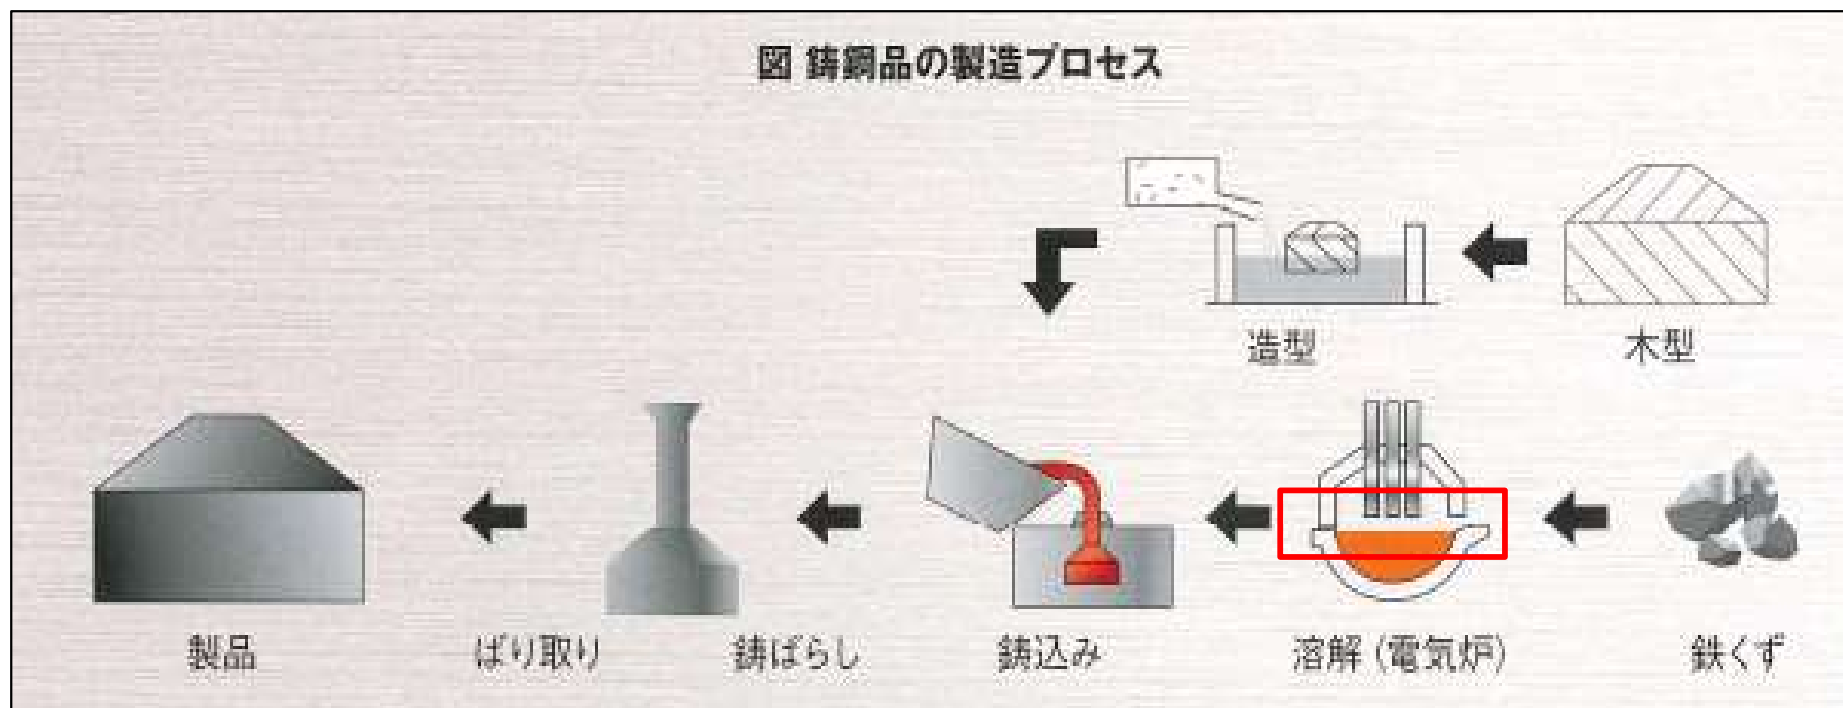 図 鋳鋼品の製造プロセス
造型
木型
製品
ばり取り
鋳ばらし
鋳込み
溶解(電気炉)
鉄くず